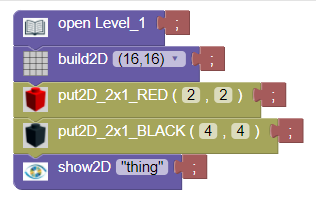 open Level_1 ;
build2D (16,16) ;
put2D_2x1_RED ( 2 , 2 ) ;
put2D_2x1_BLACK ( 4 , 4 ) ;
show2D "thing" ;